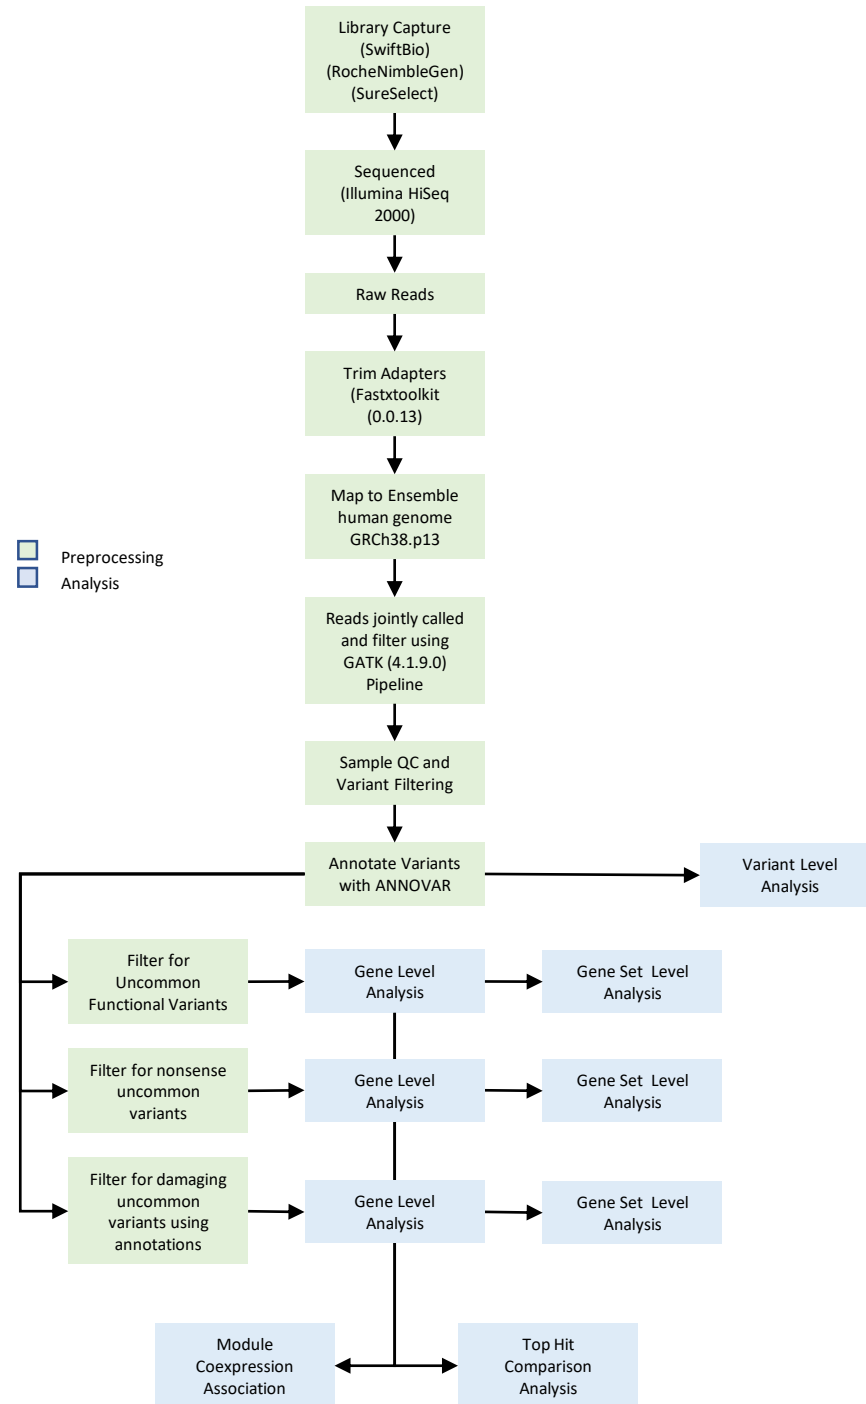 Library Capture
(SwiftBio)
(RocheNimbleGen)
(SureSelect)
Sequenced
(Illumina HiSeq
2000)
Raw Reads
Trim Adapters
(Fastxtoolkit
(0.0.13)
Map to Ensemble
human genome
GRCh38.p13
Preprocessing
Analysis
Reads jointly called
and filter using
GATK (4.1.9.0)
Pipeline
Sample QC and
Variant Filtering
Annotate Variants
with ANNOVAR
Variant Level
Analysis
Filter for
Uncommon
Functional Variants
Gene Level
Analysis
Gene Set Level
Analysis
Filter for nonsense
uncommon
variants
Gene Level
Analysis
Gene Set Level
Analysis
Filter for damaging
uncommon
variants using
annotations
Gene Level
Analysis
Gene Set Level
Analysis
Module
Coexpression
Association
Top Hit
Comparison
Analysis